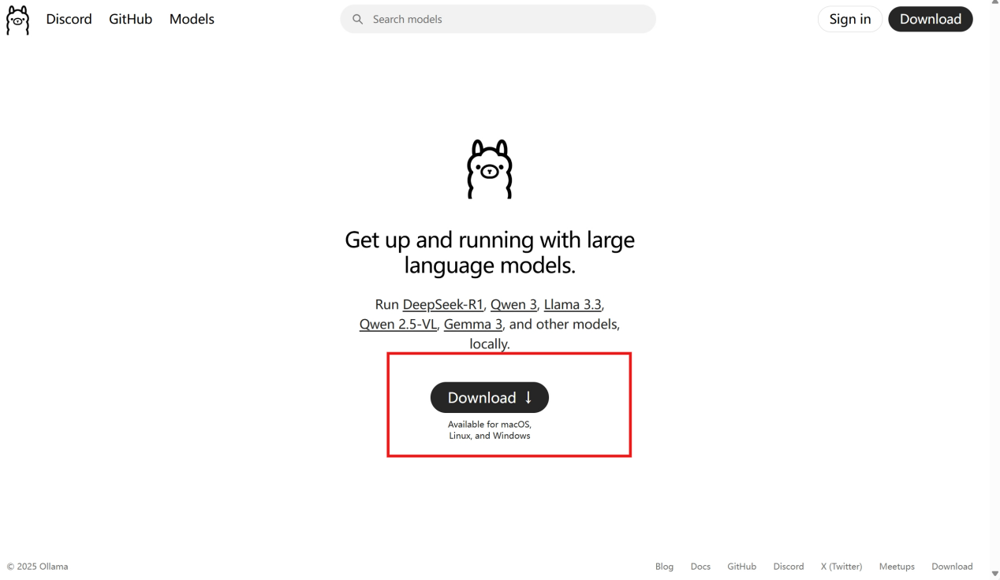 Discord GitHub Models Search models Sign in Download
Get up and running with large
language models.
Run DeepSeek-R1, Qwen 3, Llama 3.3,
Qwen 2.5-VL, Gemma 3, and other models,
locally.
Download ↓
Available for macOS,
Linux, and Windows
© 2025 Ollama Blog Docs GitHub Discord X (Twitter) Meetups Download